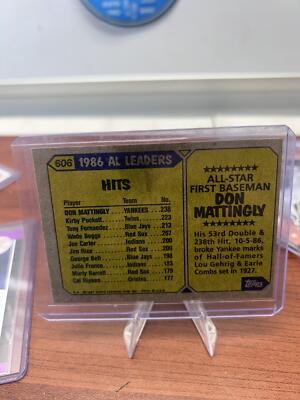 606 1986 AL LEADERS
HITS
Player Team No.
DON MATTINGLY YANKEES 238
Kirby Puckett Twins 223
Tony Fernandez Blue Jays 213
Wade Boggs Red Sox 207
Joe Carter Indians 200
Jim Rice Red Sox 200
George Bell Blue Jays 198
Julio Franco Indians 183
Marty Barrett Red Sox 179
Cal Ripken Orioles 177
ALL-STAR
FIRST BASEMAN
DON
MATTINGLY
His 53rd Double &
238th Hit, 10-5-86,
broke Yankee marks
of Hall-of-Famers
Lou Gehrig & Earle
Combs set in 1927.
Topps